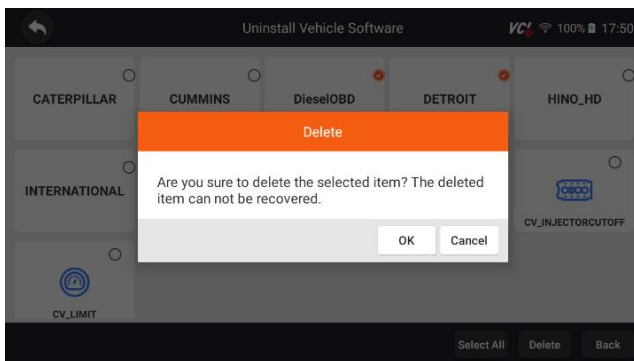 Uninstall Vehicle Software
VCI 100% 17:50
CATERPILLAR
CUMMINS
DieselOBD
DETROIT
HINO_HD
Delete
Are you sure to delete the selected item? The deleted
item can not be recovered.
OK
Cancel
INTERNATIONAL
CV_INJECTORCUTOFF
CV_LIMIT
Select All
Delete
Back